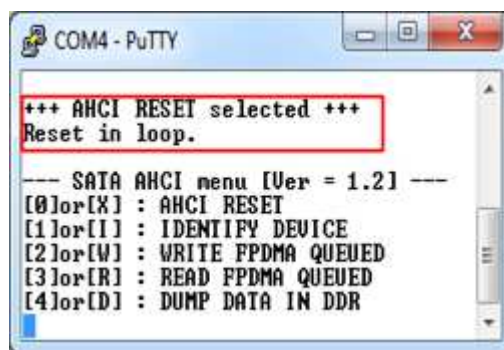 COM4 - PuTTY
+++ AHCI RESET selected +++
Reset in loop.
--- SATA AHCI menu [Ver = 1.2] ---
[0]or[X] : AHCI RESET
[1]or[I] : IDENTIFY DEVICE
[2]or[W] : WRITE FPDMA QUEUED
[3]or[R] : READ FPDMA QUEUED
[4]or[D] : DUMP DATA IN DDR